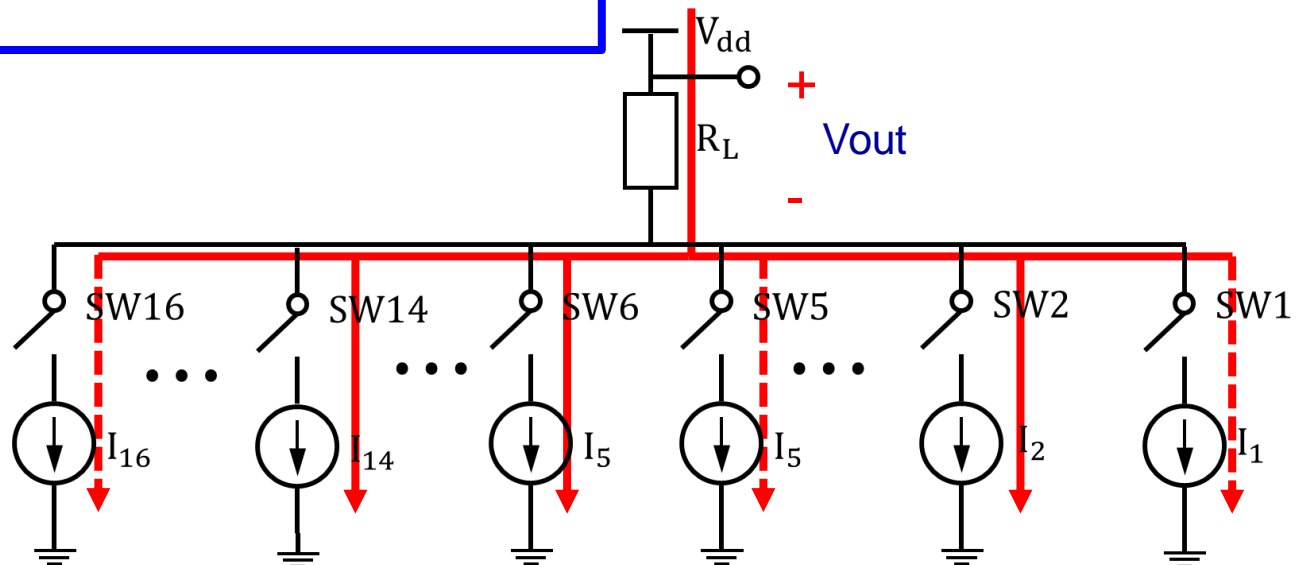 Vdd
+
RL
Vout
-
SW16
SW14
SW6
SW5
SW2
SW1
• • •
• • •
• • •
I16
I14
I5
I5
I2
I1